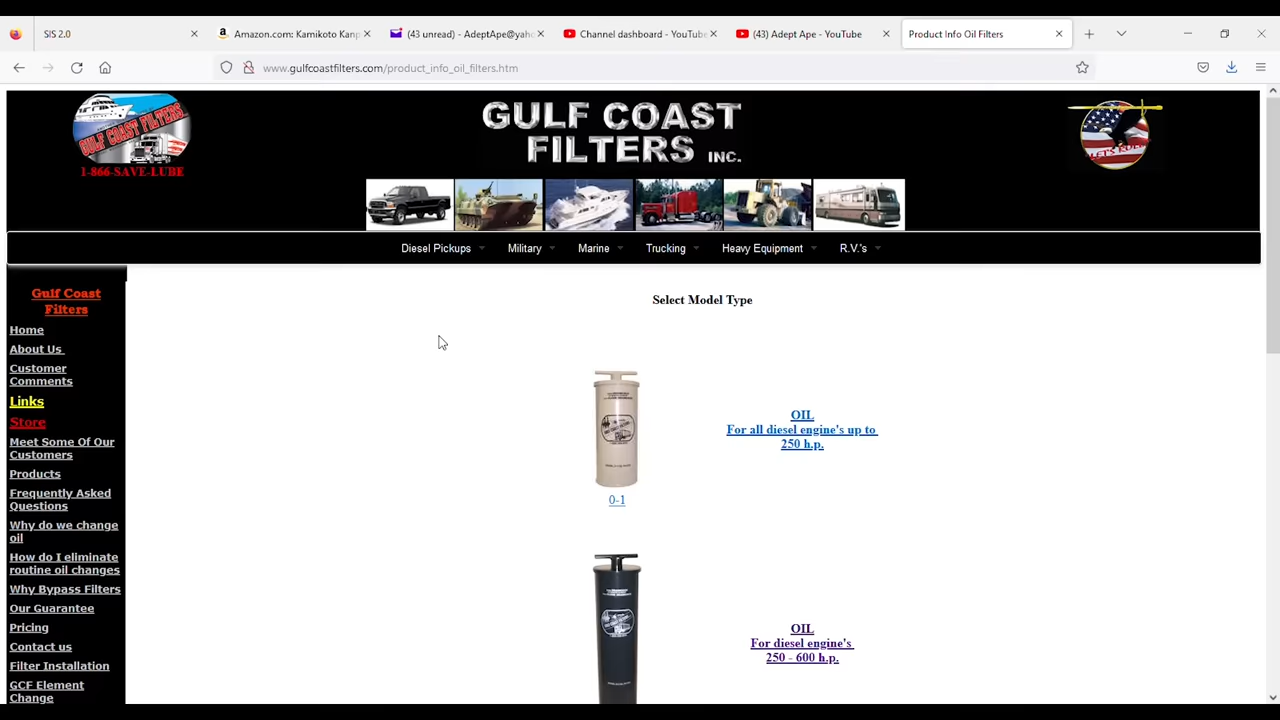 SIS 2.0
Amazon.com: Kamikoto Kanp
(43 unread) - AdeptApe@yaho
Channel dashboard - YouTube
(43) Adept Ape - YouTube
Product Info Oil Filters
www.gulfcoastfilters.com/product_info_oil_filters.htm
GULF COAST FILTERS
1-866-SAVE-LUBE
GULF COAST
FILTERS INC.
LET'S ROLL
Diesel Pickups
Military
Marine
Trucking
Heavy Equipment
R.V.'s
Gulf Coast
Filters
Home
About Us
Customer
Comments
Links
Store
Meet Some Of Our
Customers
Products
Frequently Asked
Questions
Why do we change
oil
How do I eliminate
routine oil changes
Why Bypass Filters
Our Guarantee
Pricing
Contact us
Filter Installation
GCF Element
Change
Select Model Type
OIL
For all diesel engine's up to
250 h.p.
0-1
OIL
For diesel engine's
250 - 600 h.p.